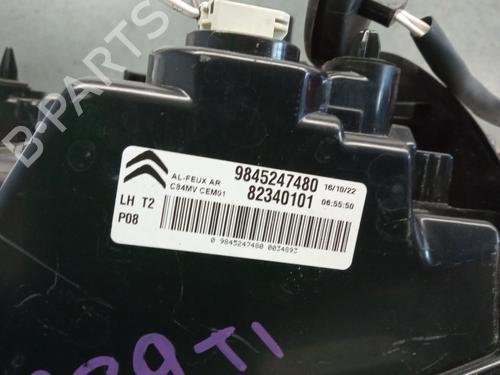 B-PARTS
AL-FEUX AR 9845247480 16/10/22
C84MV CEM01 82340101 06:55:50
LH T2
P08
0 9845247480 0034893